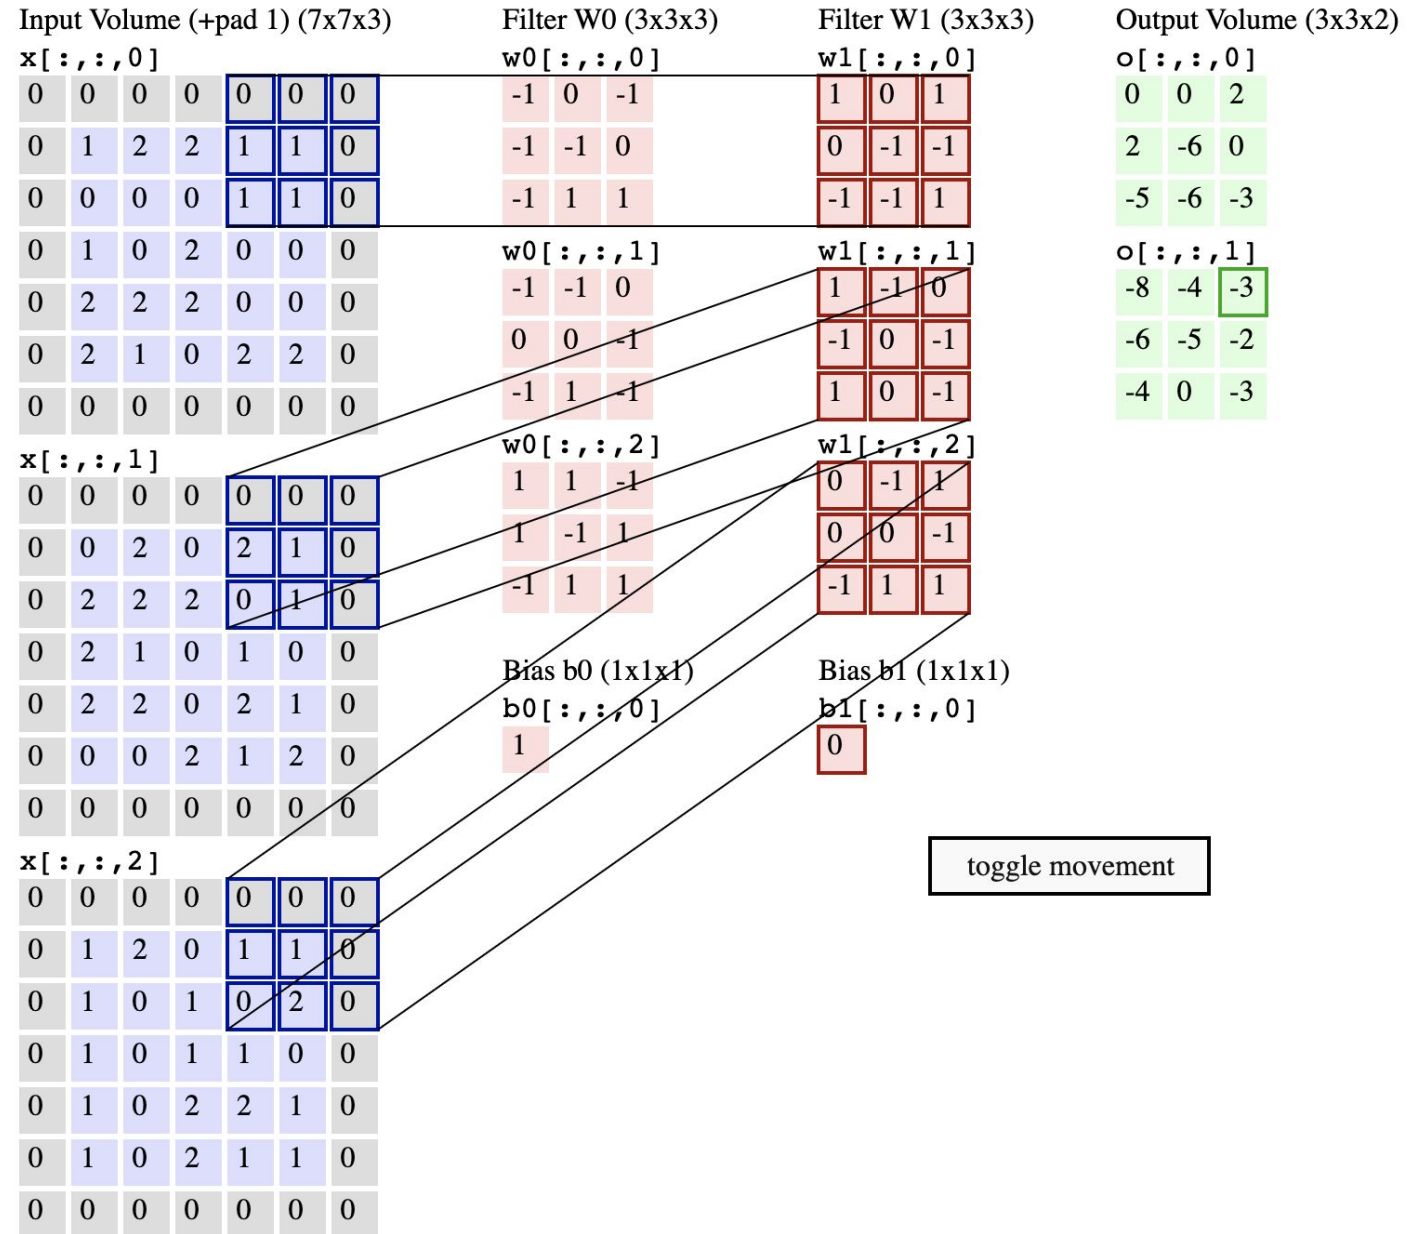 Input Volume (+pad 1) (7x7x3)
x[:,:,0]
0 0 0 0 0 0 0
0 1 2 2 1 1 0
0 0 0 0 1 1 0
0 1 0 2 0 0 0
0 2 2 2 0 0 0
0 2 1 0 2 2 0
0 0 0 0 0 0 0
x[:,:,1]
0 0 0 0 0 0 0
0 0 2 0 2 1 0
0 2 2 2 0 1 0
0 2 1 0 1 0 0
0 2 2 0 2 1 0
0 0 0 2 1 2 0
0 0 0 0 0 0 0
x[:,:,2]
0 0 0 0 0 0 0
0 1 2 0 1 1 0
0 1 0 1 0 2 0
0 1 0 1 1 0 0
0 1 0 2 2 1 0
0 1 0 2 1 1 0
0 0 0 0 0 0 0
Filter W0 (3x3x3)
w0[:,:,0]
-1 0 -1
-1 -1 0
-1 1 1
w0[:,:,1]
-1 -1 0
0 0 -1
-1 1 -1
w0[:,:,2]
1 1 -1
1 -1 1
-1 1 1
Bias b0 (1x1x1)
b0[:,:,0]
1
Filter W1 (3x3x3)
w1[:,:,0]
1 0 1
0 -1 -1
-1 -1 1
w1[:,:,1]
1 -1 0
-1 0 -1
1 0 -1
w1[:,:,2]
0 -1 1
0 0 -1
-1 1 1
Bias b1 (1x1x1)
b1[:,:,0]
0
Output Volume (3x3x2)
o[:,:,0]
0 0 2
2 -6 0
-5 -6 -3
o[:,:,1]
-8 -4 -3
-6 -5 -2
-4 0 -3
toggle movement